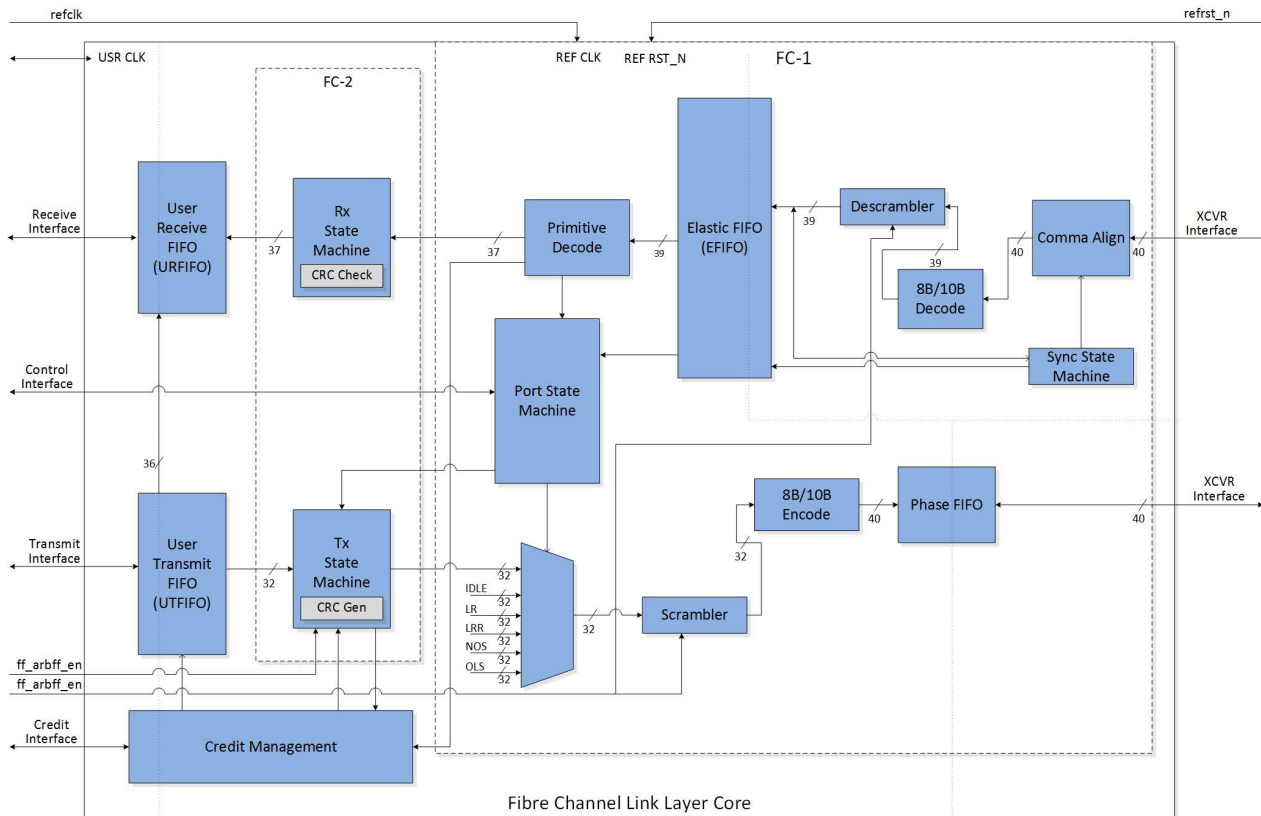 refclk
refrst_n
USR CLK
REF CLK
REF RST_N
FC-1
FC-2
User
Receive
FIFO
(URFIFO)
Rx
State
Machine
CRC Check
Primitive
Decode
Elastic FIFO
(EFIFO)
Descrambler
Comma Align
8B/10B
Decode
Sync State
Machine
Receive
Interface
XCVR
Interface
37
37
39
39
39
40
40
40
Control
Interface
Port State
Machine
36
User
Transmit
FIFO
(UTFIFO)
Tx
State
Machine
CRC Gen
8B/10B
Encode
Phase FIFO
XCVR
Interface
40
40
Transmit
Interface
32
32
IDLE
32
LR
32
LRR
32
NOS
32
OLS
32
32
Scrambler
32
ff_arbff_en
ff_arbff_en
Credit
Interface
Credit Management
Fibre Channel Link Layer Core